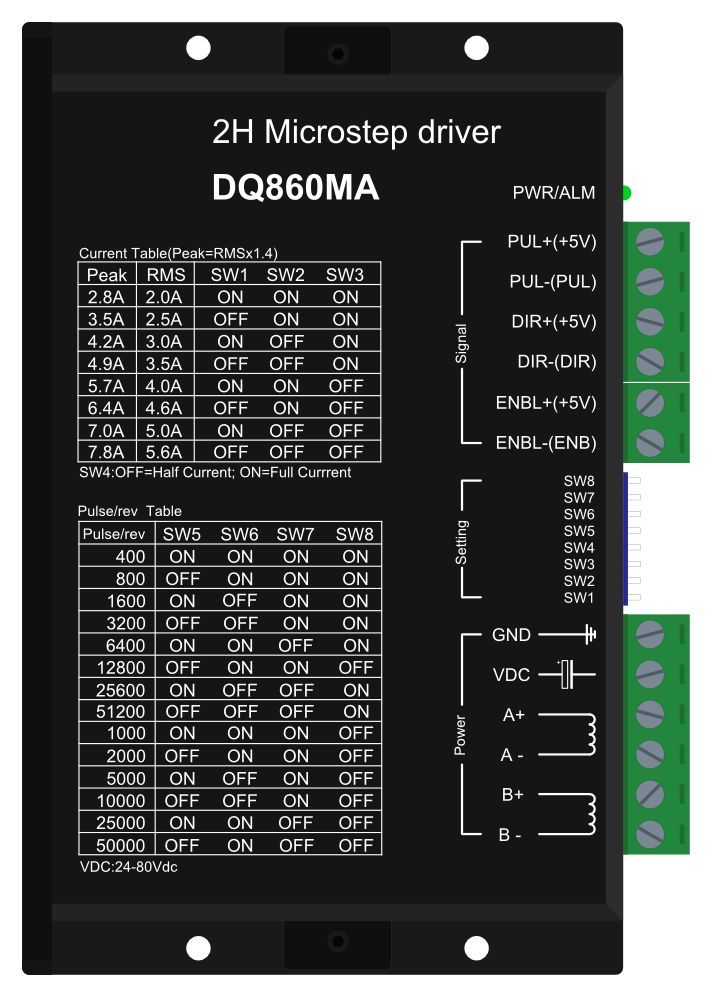 2H Microstep driver
DQ860MA
PWR/ALM
Current Table(Peak=RMSx1.4)
Peak RMS SW1 SW2 SW3
2.8A 2.0A ON ON ON
3.5A 2.5A OFF ON ON
4.2A 3.0A ON OFF ON
4.9A 3.5A OFF OFF ON
5.7A 4.0A ON ON OFF
6.4A 4.6A OFF ON OFF
7.0A 5.0A ON OFF OFF
7.8A 5.6A OFF OFF OFF
SW4:OFF=Half Current; ON=Full Currrent
Pulse/rev Table
Pulse/rev SW5 SW6 SW7 SW8
400 ON ON ON ON
800 OFF ON ON ON
1600 ON OFF ON ON
3200 OFF OFF ON ON
6400 ON ON OFF ON
12800 OFF ON ON OFF
25600 ON OFF OFF ON
51200 OFF OFF OFF ON
1000 ON ON ON OFF
2000 OFF ON ON OFF
5000 ON OFF ON OFF
10000 OFF OFF ON OFF
25000 ON ON OFF OFF
50000 OFF ON OFF OFF
VDC:24-80Vdc
Signal
PUL+(+5V)
PUL-(PUL)
DIR+(+5V)
DIR-(DIR)
ENBL+(+5V)
ENBL-(ENB)
Setting
SW8
SW7
SW6
SW5
SW4
SW3
SW2
SW1
Power
GND
VDC +
A+
A -
B+
B -